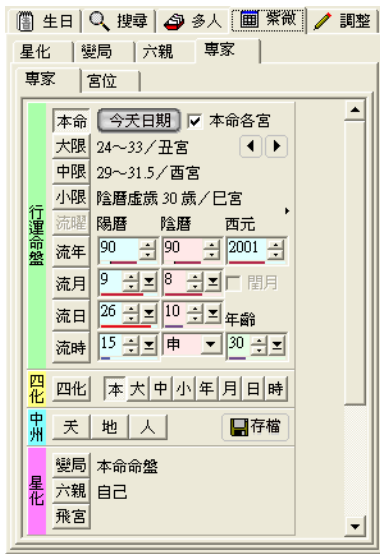 生日 搜尋 多人 紫微 調整
星化 變局 六親 專家
專家 宮位
行運命盤
本命 今天日期 本命各宮
大限 24～33／丑宮
中限 29～31.5／酉宮
小限 陰曆虛歲 30 歲／巳宮
流曜 陽曆 陰曆 西元
流年 90 90 2001
流月 9 8 閏月
流日 26 10 年齡
流時 15 申 30
四化 四化 本 大 中 小 年 月 日 時
中州 天 地 人 存檔
星化
變局 本命命盤
六親 自己
飛宮